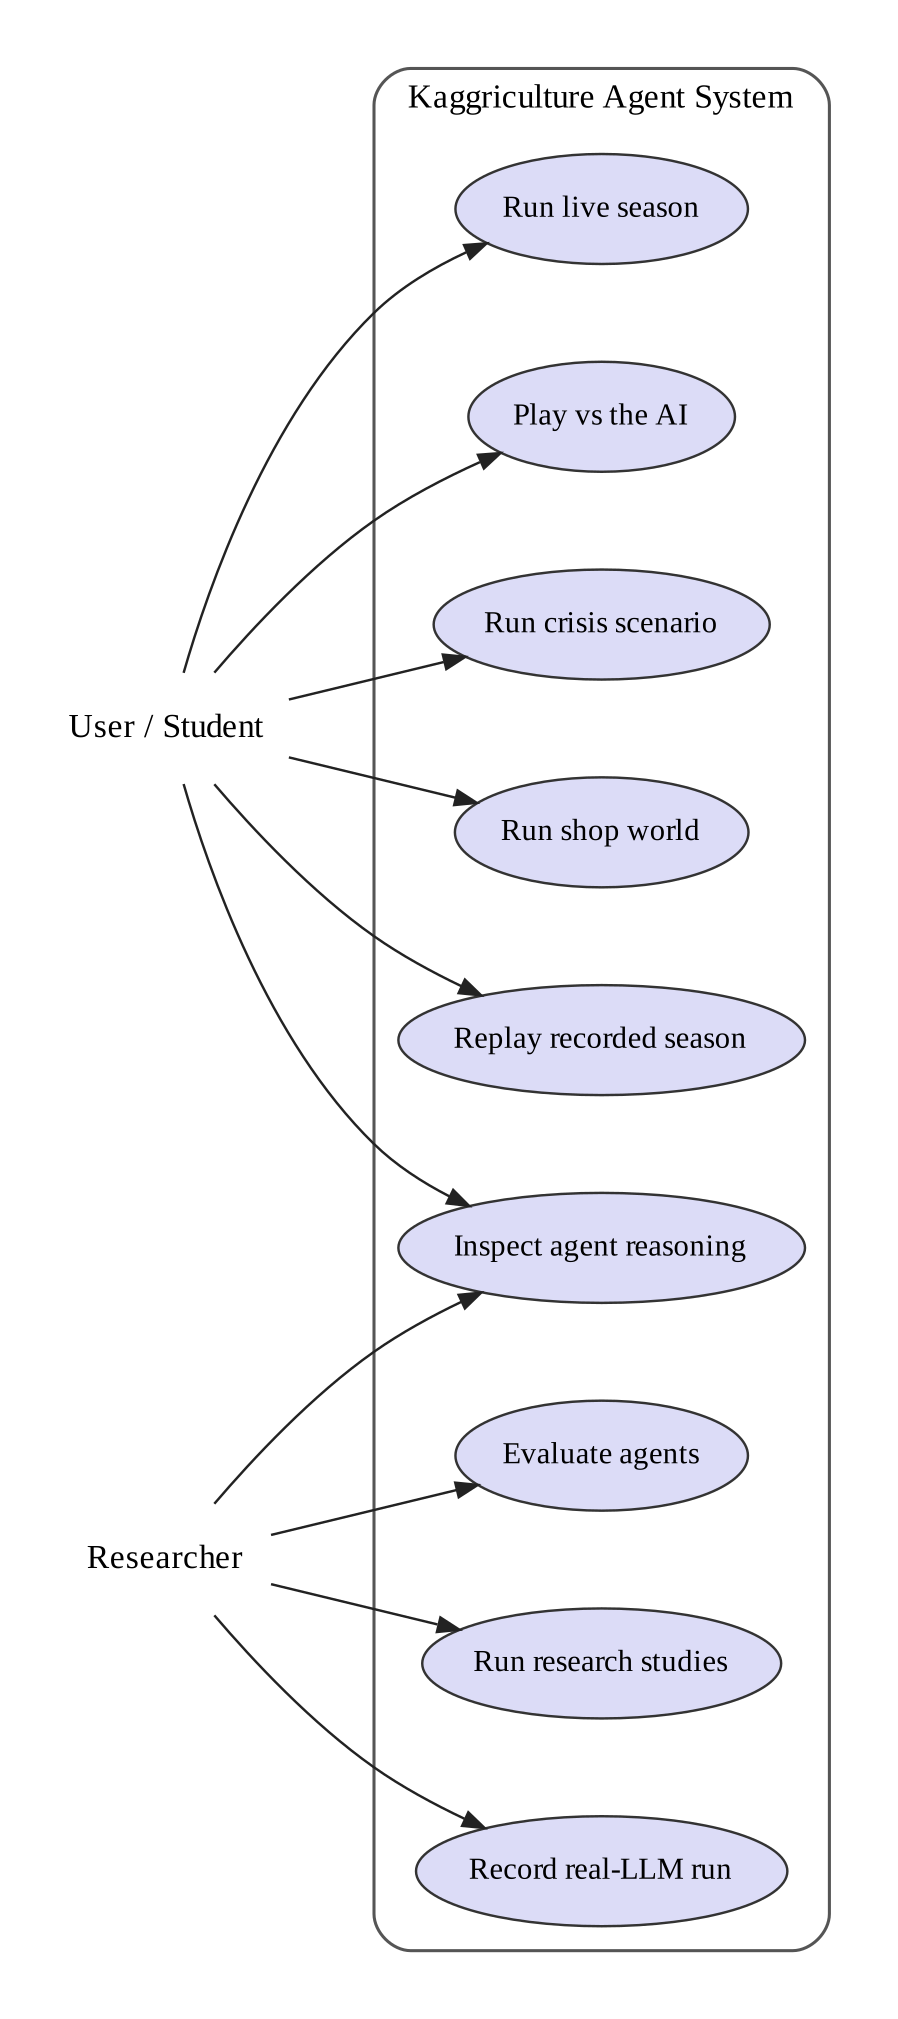 Kaggriculture Agent System
Run live season
Play vs the AI
Run crisis scenario
User / Student
Run shop world
Replay recorded season
Inspect agent reasoning
Evaluate agents
Researcher
Run research studies
Record real-LLM run